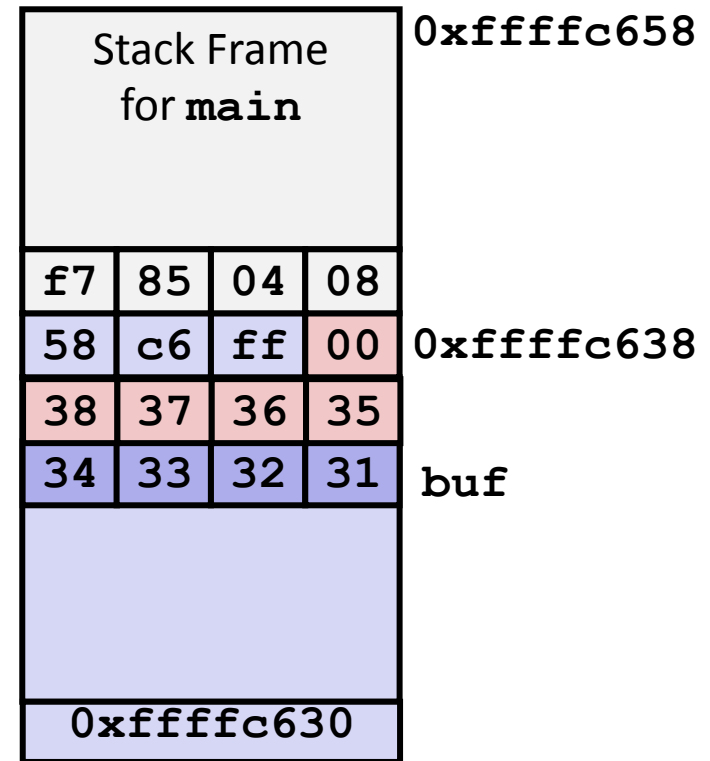 Stack Frame
for main
0xffffc658
f7 85 04 08
58 c6 ff 00 0xffffc638
38 37 36 35
34 33 32 31 buf
0xffffc630